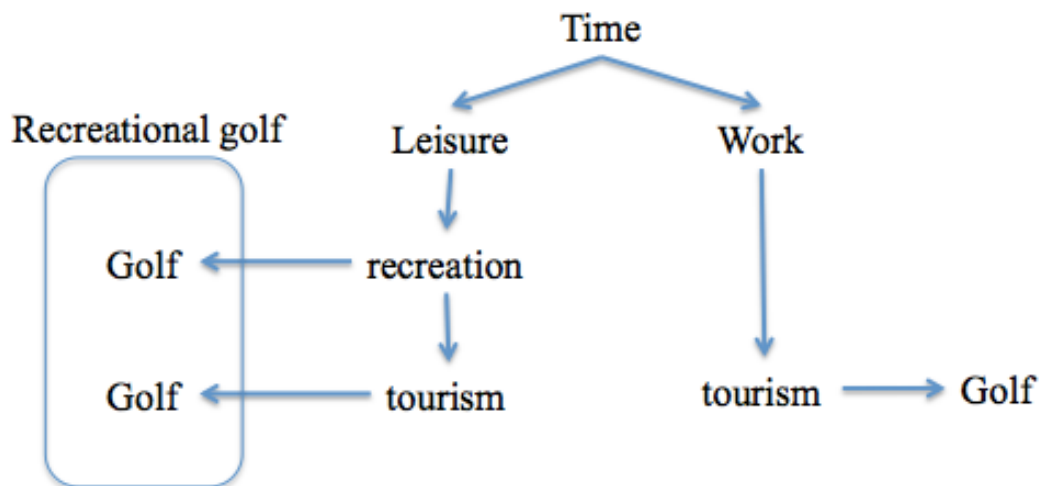 Time
Recreational golf
Leisure
Work
Golf
recreation
Golf
tourism
tourism
Golf